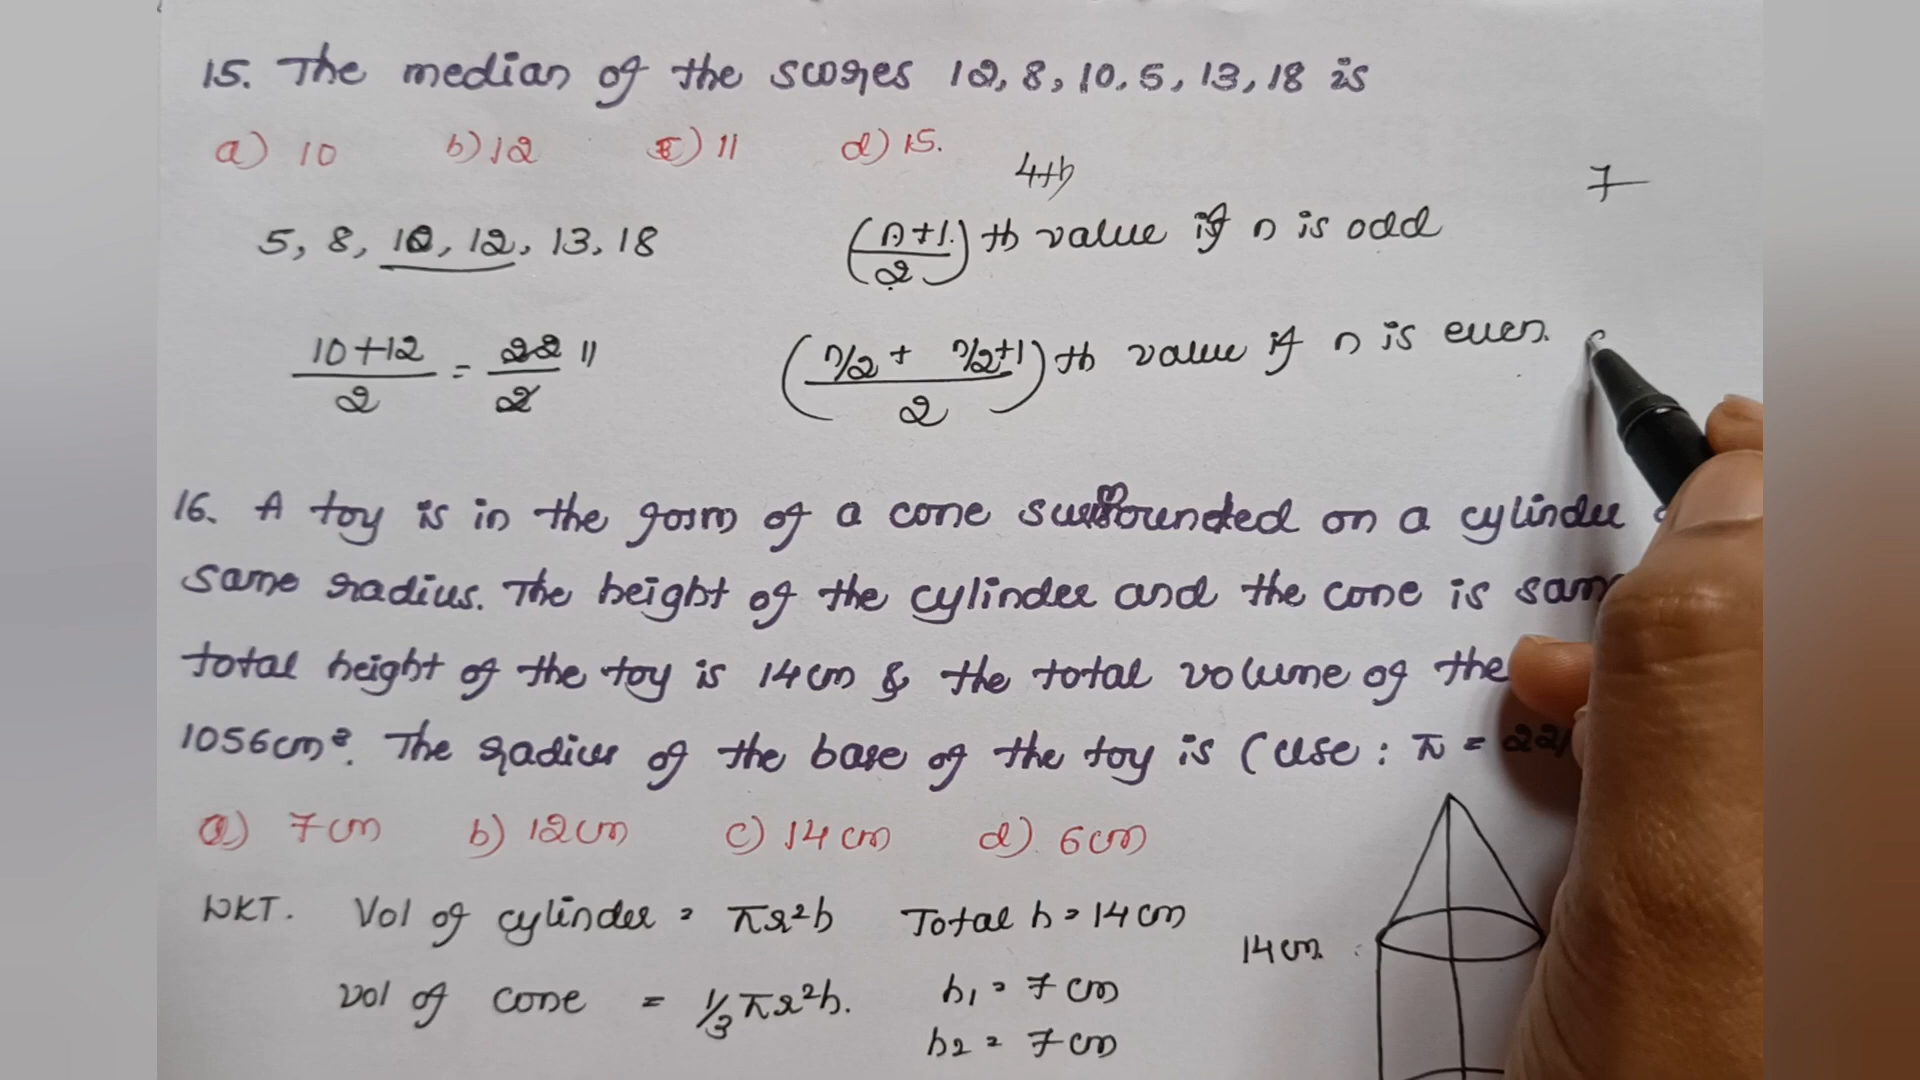 15. The median of the scores 12, 8, 10, 5, 13, 18 is
a) 10 b) 12 c) 11 d) 15.
4th
7
5, 8, 10, 12, 13, 18
(n+1/2) th value if n is odd
10+12/2 = 22/2 11
(n/2 + n/2+1/2) th value if n is even.
16. A toy is in the form of a cone surmounted on a cylinder
same radius. The height of the cylinder and the cone is
total height of the toy is 14cm & the total volume of the
1056cm³. The radius of the base of the toy is (use: π =
a) 7cm b) 12cm c) 14cm d) 6cm
WKT. Vol of cylinder = πr²h Total h = 14cm
14cm.
vol of cone = 1/3 πr²h. h1 = 7cm
h2 = 7cm